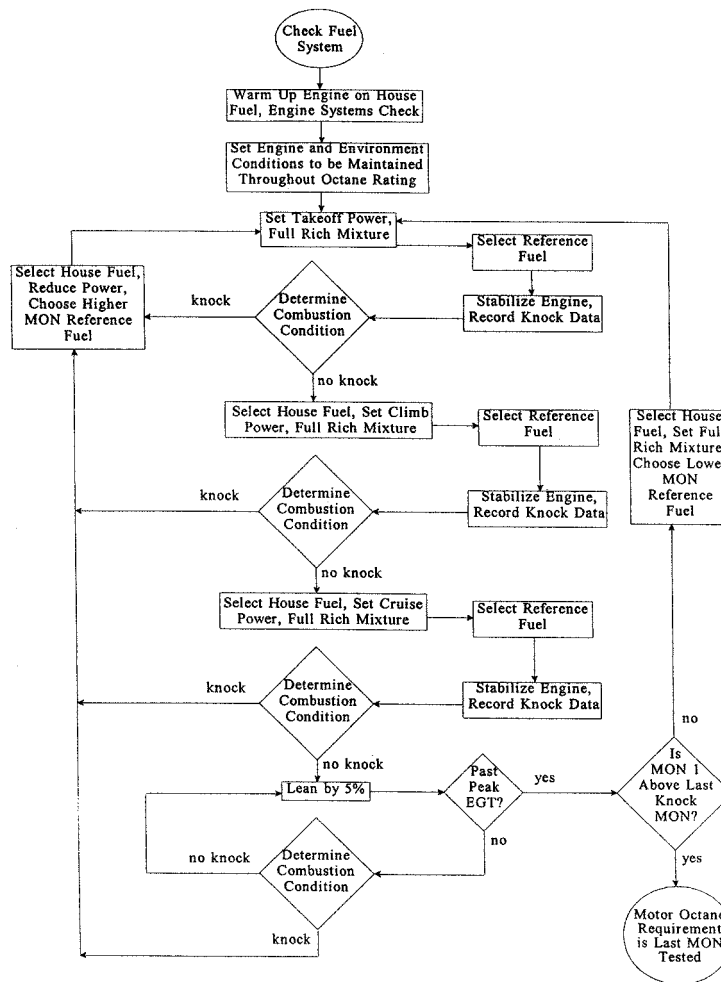 Check Fuel
System
Warm Up Engine on House
Fuel, Engine Systems Check
Set Engine and Environment
Conditions to be Maintained
Throughout Octane Rating
Set Takeoff Power,
Full Rich Mixture
Select Reference
Fuel
Select House Fuel,
Reduce Power,
Choose Higher
MON Reference
Fuel
knock
Determine
Combustion
Condition
Stabilize Engine,
Record Knock Data
no knock
Select House Fuel, Set Climb
Power, Full Rich Mixture
Select Reference
Fuel
Select House
Fuel, Set Full
Rich Mixture
Choose Lowe
MON
Reference
Fuel
knock
Determine
Combustion
Condition
Stabilize Engine,
Record Knock Data
no knock
Select House Fuel, Set Cruise
Power, Full Rich Mixture
Select Reference
Fuel
knock
Determine
Combustion
Condition
Stabilize Engine,
Record Knock Data
no knock
no
Lean by 5%
Past
Peak
EGT?
yes
Is
MON 1
Above Last
Knock
MON?
no knock
Determine
Combustion
Condition
no
yes
knock
Motor Octane
Requirement
is Last MON
Tested